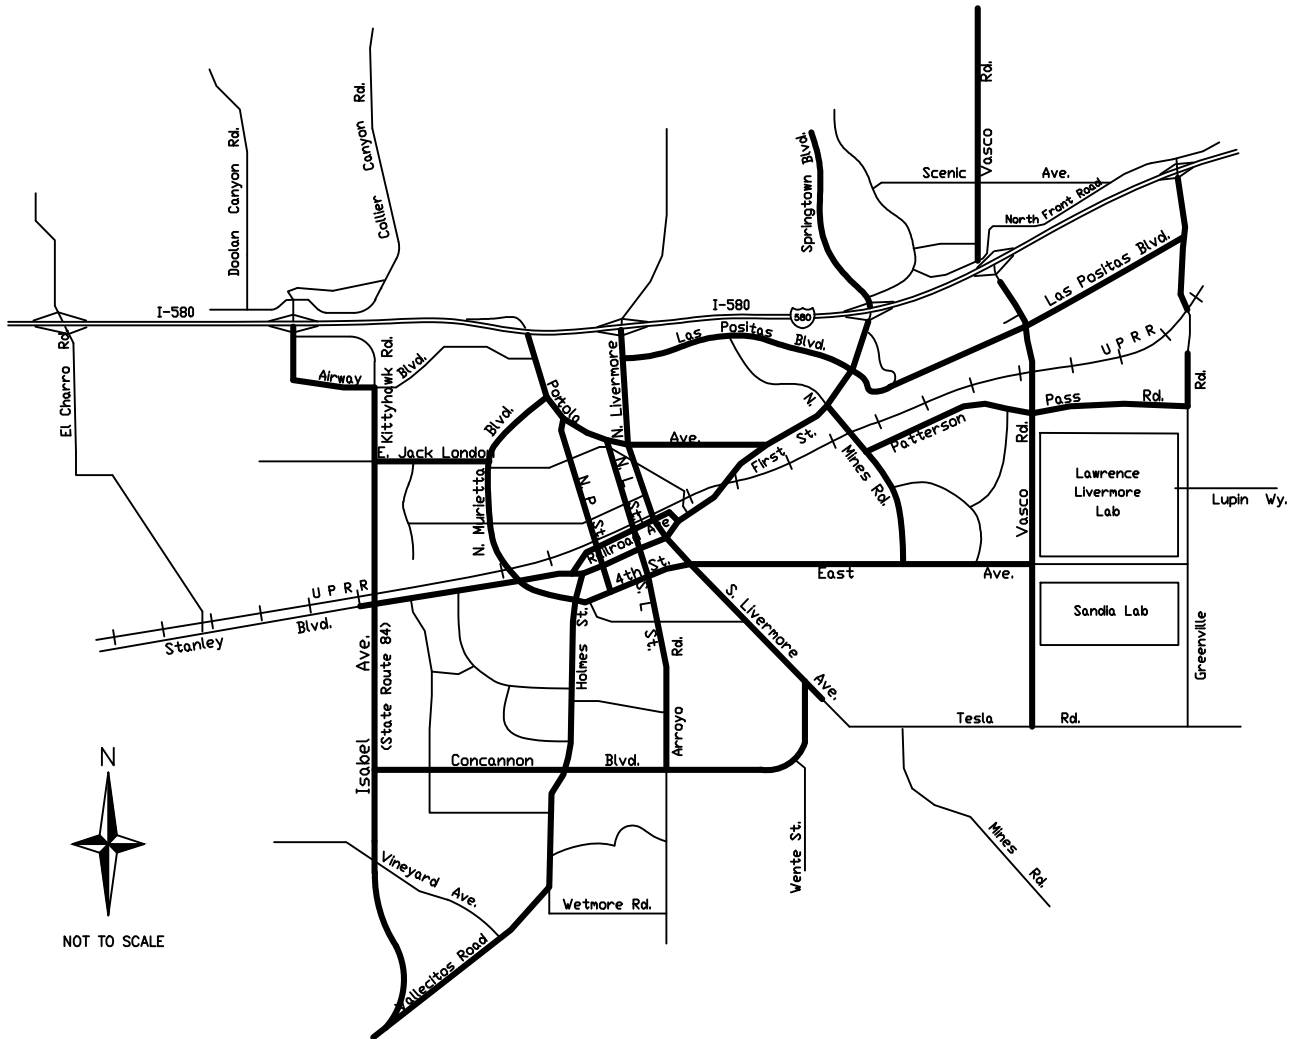 Rd.
Vasco
Collier Canyon Rd.
Doolan Canyon Rd.
Springtown Blvd.
Scenic Ave.
North Front Road
I-580
I-580
580
Las Positas Blvd.
Las Positas Blvd.
El Charro Rd.
Kittyhawk Rd.
Airway Blvd.
N. Livermore
Portola Ave.
UPRR
Pass Rd.
Patterson
Rd.
N. Mines Rd.
First St.
E. Jack London Blvd.
N. Murietta
N. P St.
N. L St.
Railroad Ave
4th St.
Rd.
Vasco
Lawrence
Livermore
Lab
Lupin Wy.
East Ave.
Sandia Lab
Greenville
UPRR
Stanley Blvd.
S. L St.
S. Livermore Ave.
Holmes St.
Arroyo Rd.
Isabel Ave.
(State Route 84)
Tesla Rd.
Concannon Blvd.
Mines Rd.
Wente St.
Vineyard Ave.
Wetmore Rd.
Vallecitos Road
N
NOT TO SCALE